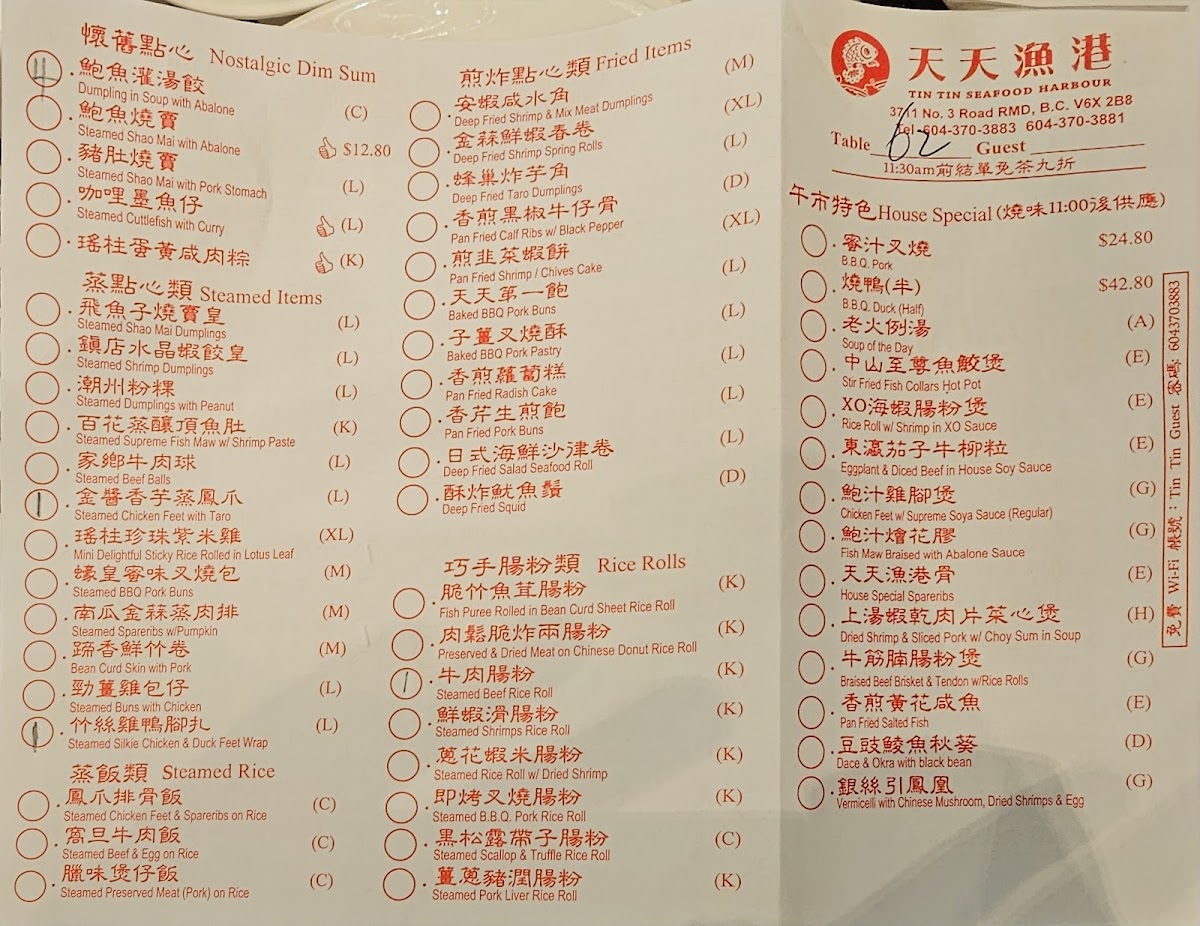 懷舊點心 Nostalgic Dim Sum
4 鮑魚灌湯餃
Dumpling in Soup with Abalone (C)
鮑魚燒賣
Steamed Shao Mai with Abalone $12.80
豬肚燒賣
Steamed Shao Mai with Pork Stomach (L)
咖哩墨魚仔
Steamed Cuttlefish with Curry (L)
瑤柱蛋黃咸肉粽 (K)
蒸點心類 Steamed Items
飛魚子燒賣皇 (L)
Steamed Shao Mai Dumplings
鎮店水晶蝦餃皇 (L)
Steamed Shrimp Dumplings
潮州粉粿 (L)
Steamed Dumplings with Peanut
百花蒸釀頂魚肚 (K)
Steamed Supreme Fish Maw w/ Shrimp Paste
家鄉牛肉球 (L)
Steamed Beef Balls
1 金醬香芋蒸鳳爪 (L)
Steamed Chicken Feet with Taro
瑤柱珍珠紫米雞 (XL)
Mini Delightful Sticky Rice Rolled in Lotus Leaf
蠔皇蜜味叉燒包 (M)
Steamed BBQ Pork Buns
南瓜金蒜蒸肉排 (M)
Steamed Spareribs w/Pumpkin
蹄香鮮竹卷 (M)
Bean Curd Skin with Pork
勁薑雞包仔 (L)
Steamed Buns with Chicken
1 竹絲雞鴨腳扎 (L)
Steamed Silkie Chicken & Duck Feet Wrap
蒸飯類 Steamed Rice
鳳爪排骨飯 (C)
Steamed Chicken Feet & Spareribs on Rice
窩旦牛肉飯 (C)
Steamed Beef & Egg on Rice
臘味煲仔飯 (C)
Steamed Preserved Meat (Pork) on Rice
煎炸點心類 Fried Items
安蝦咸水角 (M)
Deep Fried Shrimp & Mix Meat Dumplings
金蒜鮮蝦春卷 (XL)
Deep Fried Shrimp Spring Rolls
蜂巢炸芋角 (L)
Deep Fried Taro Dumplings
香煎黑椒牛仔骨 (D)
Pan Fried Calf Ribs w/ Black Pepper
煎韭菜蝦餅 (XL)
Pan Fried Shrimp / Chives Cake
天天第一飽 (L)
Baked BBQ Pork Buns
子薑叉燒酥 (L)
Baked BBQ Pork Pastry
香煎蘿蔔糕 (L)
Pan Fried Radish Cake
香芹生煎飽 (L)
Pan Fried Pork Buns
日式海鮮沙律卷 (L)
Deep Fried Salad Seafood Roll
酥炸魷魚鬚 (D)
Deep Fried Squid
巧手腸粉類 Rice Rolls
脆竹魚茸腸粉 (K)
Fish Puree Rolled in Bean Curd Sheet Rice Roll
肉鬆脆炸兩腸粉 (K)
Preserved & Dried Meat on Chinese Donut Rice Roll
1 牛肉腸粉 (K)
Steamed Beef Rice Roll
鮮蝦滑腸粉 (K)
Steamed Shrimps Rice Roll
蔥花蝦米腸粉 (K)
Steamed Rice Roll w/ Dried Shrimp
即烤叉燒腸粉 (K)
Steamed B.B.Q. Pork Rice Roll
黑松露帶子腸粉 (C)
Steamed Scallop & Truffle Rice Roll
薑蔥豬潤腸粉 (K)
Steamed Pork Liver Rice Roll
天天漁港
TIN TIN SEAFOOD HARBOUR
3711 No. 3 Road RMD, B.C. V6X 2B8
Tel: 604-370-3883 604-370-3881
Table 62 Guest
11:30am前結單免茶九折
午市特色 House Special (燒味11:00後供應)
蜜汁叉燒 $24.80
B.B.Q. Pork
燒鴨(半) $42.80
B.B.Q. Duck (Half)
老火例湯 (A)
Soup of the Day
中山至尊魚鮫煲 (E)
Stir Fried Fish Collars Hot Pot
XO海蝦腸粉煲 (E)
Rice Roll w/ Shrimp in XO Sauce
東瀛茄子牛柳粒 (E)
Eggplant & Diced Beef in House Soy Sauce
鮑汁雞腳煲 (G)
Chicken Feet w/ Supreme Soya Sauce (Regular)
鮑汁燴花膠 (G)
Fish Maw Braised with Abalone Sauce
天天漁港骨 (E)
House Special Spareribs
上湯蝦乾肉片菜心煲 (H)
Dried Shrimp & Sliced Pork w/ Choy Sum in Soup
牛筋腩腸粉煲 (G)
Braised Beef Brisket & Tendon w/Rice Rolls
香煎黃花咸魚 (E)
Pan Fried Salted Fish
豆豉鯪魚秋葵 (D)
Dace & Okra with black bean
銀絲引鳳凰 (G)
Vermicelli with Chinese Mushroom, Dried Shrimps & Egg
免費 Wi-Fi 帳號：Tin Tin Guest 密碼: 6043703883